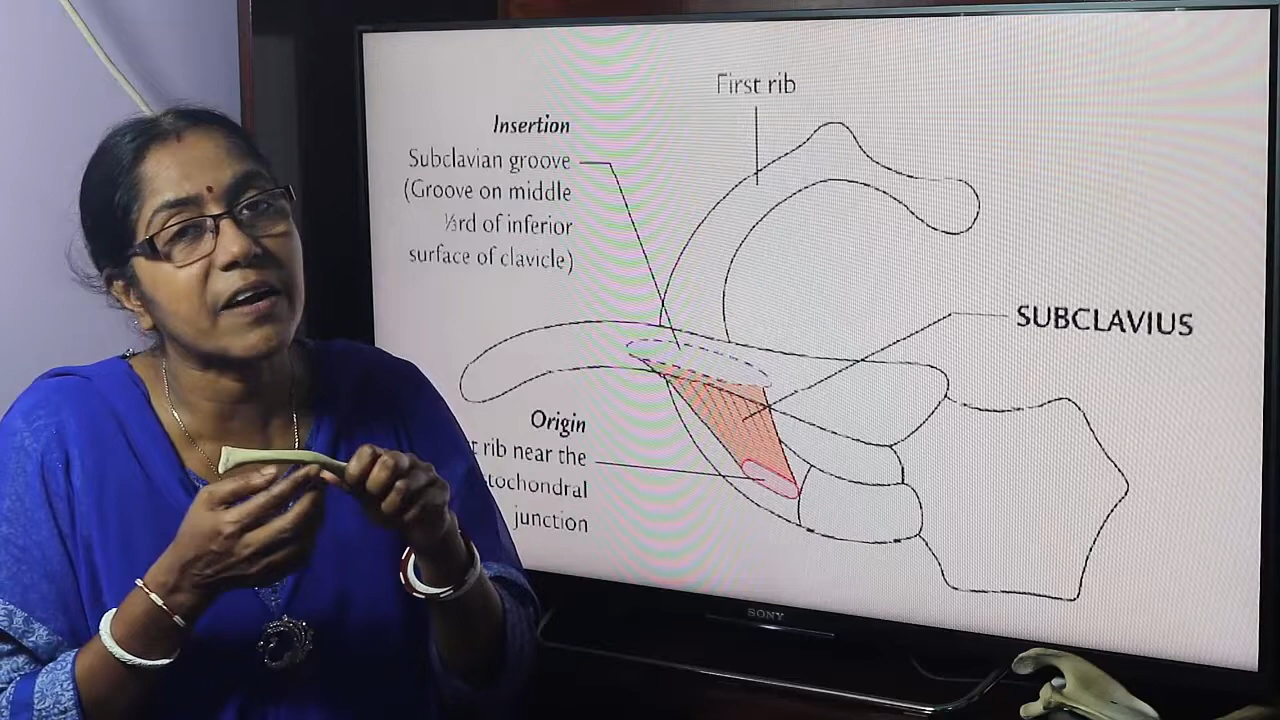 First rib
Insertion
Subclavian groove
(Groove on middle
⅓rd of inferior
surface of clavicle)
SUBCLAVIUS
Origin
rib near the
junction
SONY